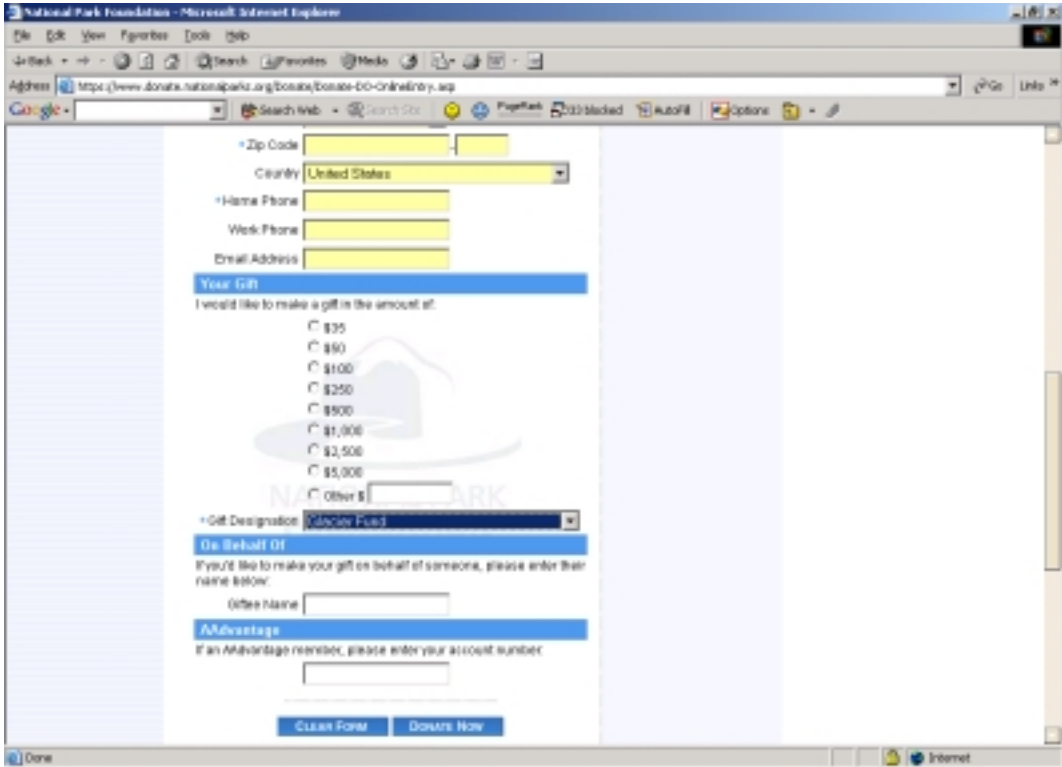 National Park Foundation - Microsoft Internet Explorer
File Edit View Favorites Tools Help
Back Search Favorites Media
Address https://www.donate.nationalparks.org/Donate/Donate-DO-OnlineEntry.asp Go Links »
Google Search Web Search Site PageRank blocked AutoFill Options
*Zip Code -
Country United States
*Home Phone
Work Phone
Email Address
Your Gift
I would like to make a gift in the amount of:
$35
$50
$100
$250
$500
$1,000
$2,500
$5,000
Other $
*Gift Designation Glacier Fund
On Behalf Of
If you'd like to make your gift on behalf of someone, please enter their
name below:
Giftee Name
AAdvantage
If an AAdvantage member, please enter your account number:
CLEAR FORM DONATE NOW
Done Internet